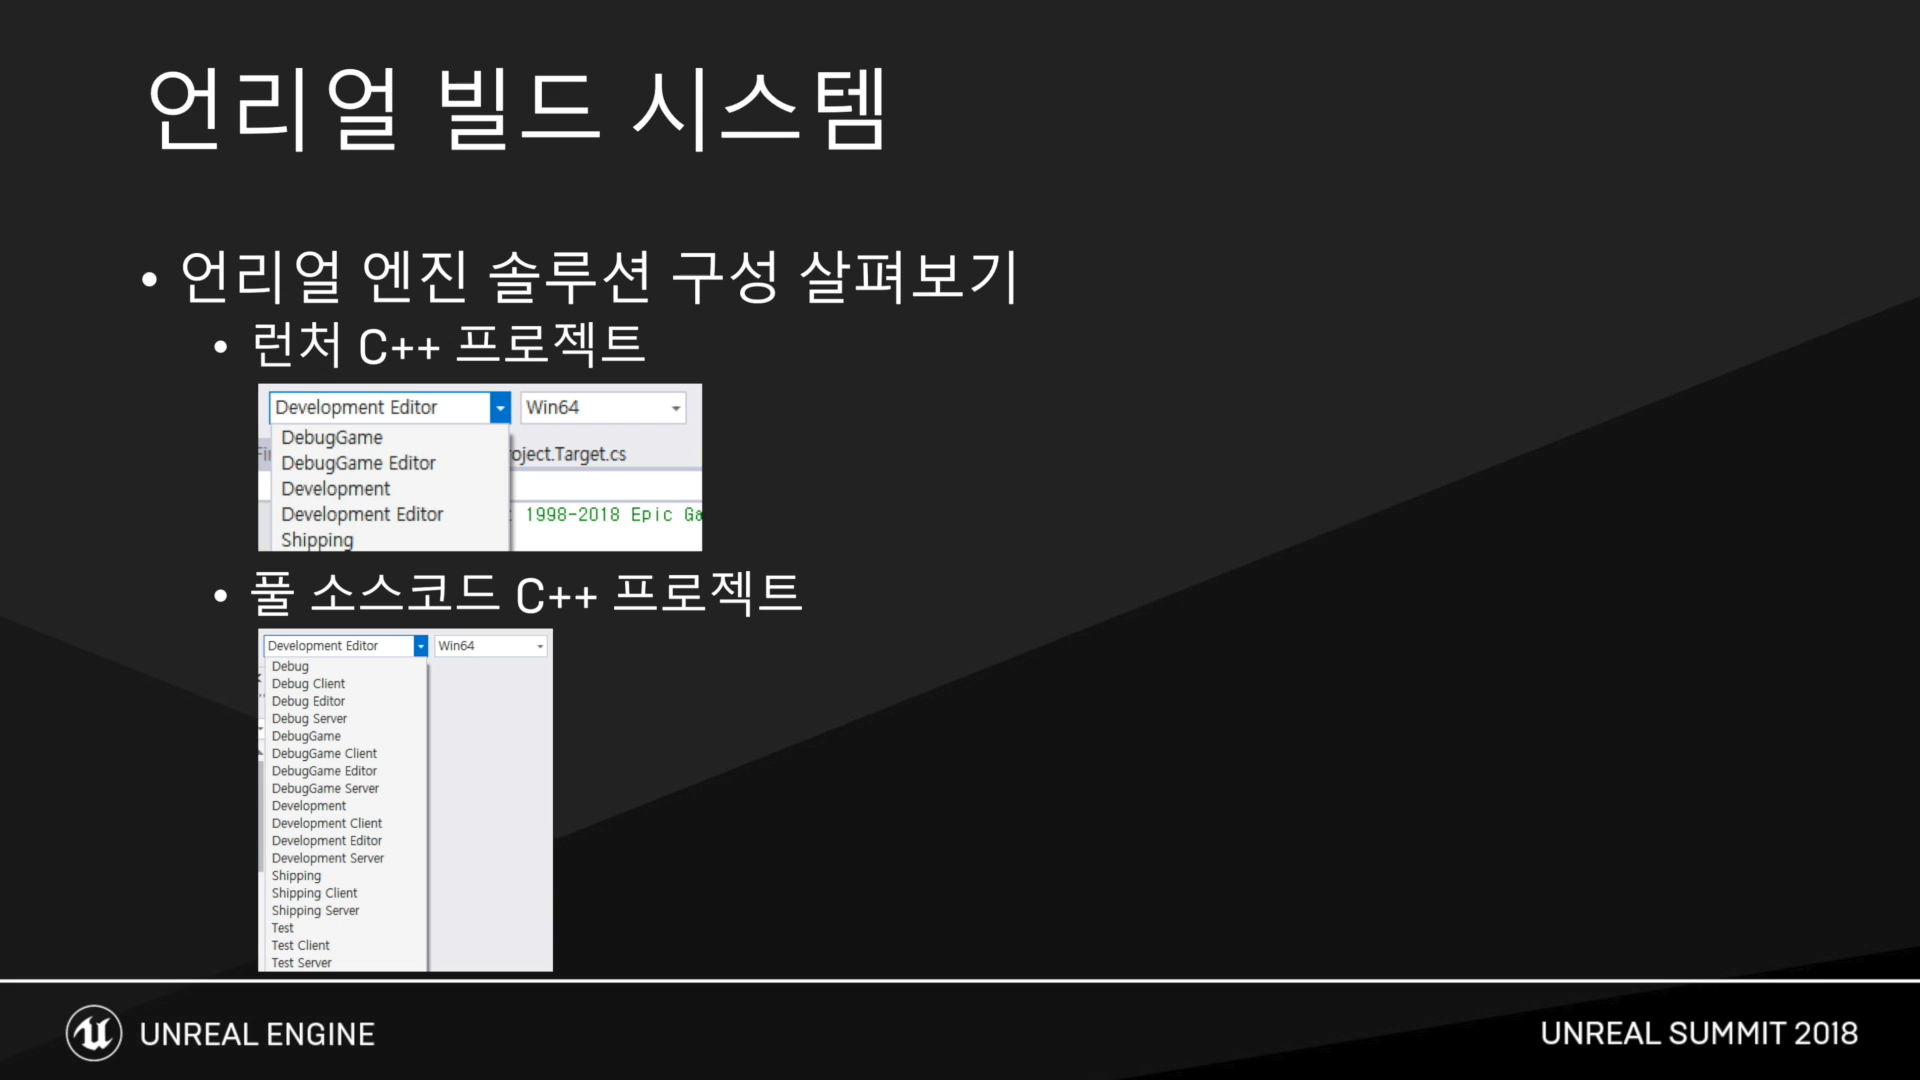 언리얼 빌드 시스템
• 언리얼 엔진 솔루션 구성 살펴보기
• 런처 C++ 프로젝트
Development Editor Win64
DebugGame
DebugGame Editor
oject.Target.cs
Development
Development Editor
1998-2018 Epic Ga
Shipping
• 풀 소스코드 C++ 프로젝트
Development Editor Win64
Debug
Debug Client
Debug Editor
Debug Server
DebugGame
DebugGame Client
DebugGame Editor
DebugGame Server
Development
Development Client
Development Editor
Development Server
Shipping
Shipping Client
Shipping Server
Test
Test Client
Test Server
UNREAL ENGINE
UNREAL SUMMIT 2018